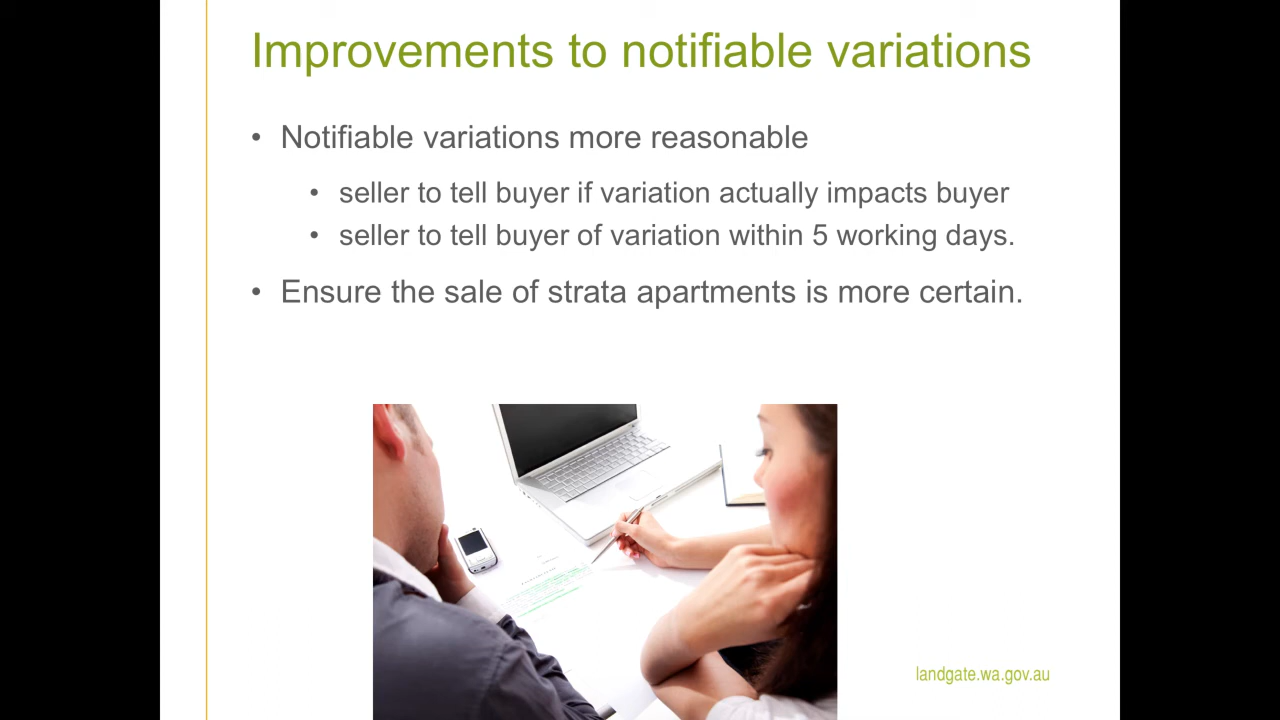 Improvements to notifiable variations
• Notifiable variations more reasonable
• seller to tell buyer if variation actually impacts buyer
• seller to tell buyer of variation within 5 working days.
• Ensure the sale of strata apartments is more certain.
landgate.wa.gov.au